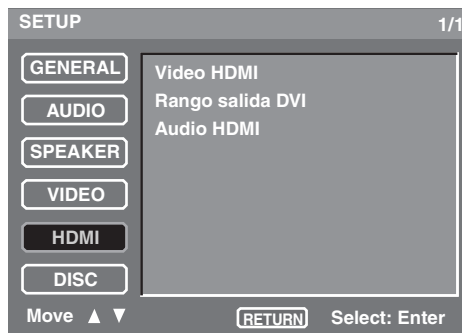 SETUP 1/1
GENERAL
AUDIO
SPEAKER
VIDEO
HDMI
DISC
Video HDMI
Rango salida DVI
Audio HDMI
Move ▲ ▼ RETURN Select: Enter